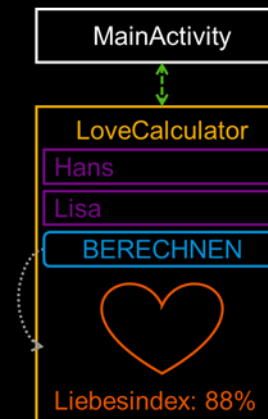 MainActivity
LoveCalculator
Hans
Lisa
BERECHNEN
Liebesindex: 88%